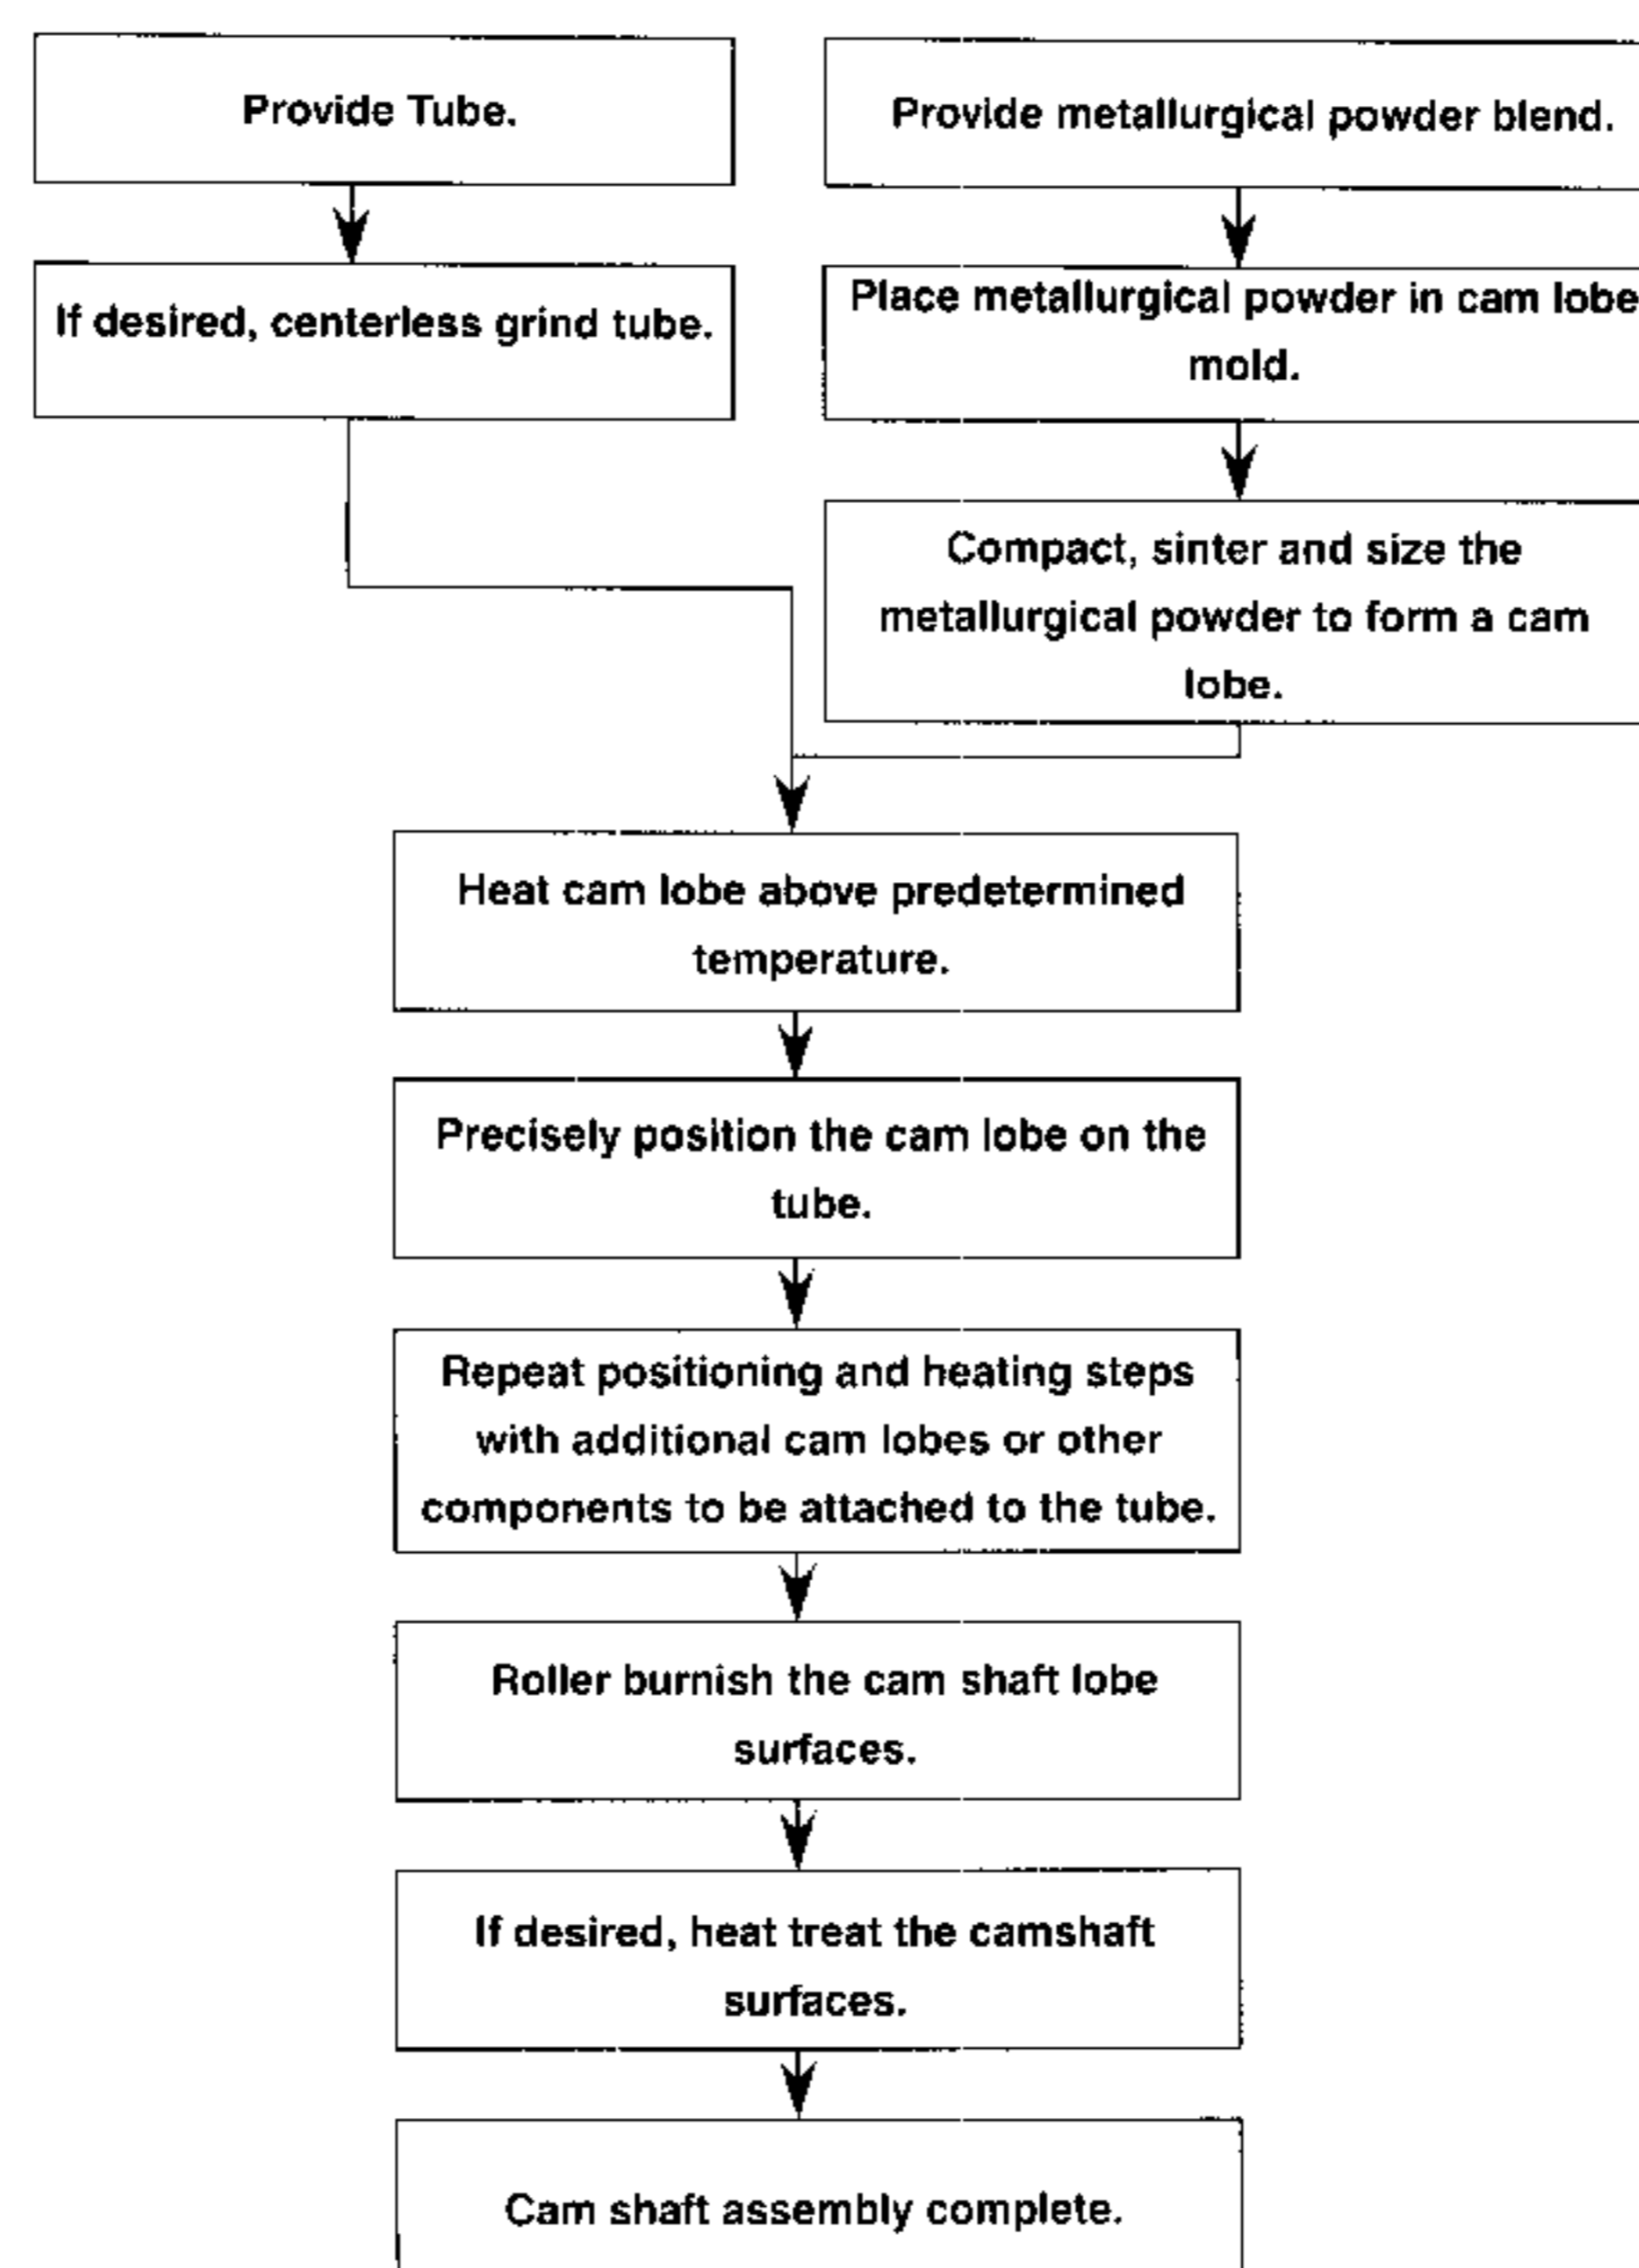 Provide Tube.
If desired, centerless grind tube.
Provide metallurgical powder blend.
Place metallurgical powder in cam lobe
mold.
Compact, sinter and size the
metallurgical powder to form a cam
lobe.
Heat cam lobe above predetermined
temperature.
Precisely position the cam lobe on the
tube.
Repeat positioning and heating steps
with additional cam lobes or other
components to be attached to the tube.
Roller burnish the cam shaft lobe
surfaces.
If desired, heat treat the camshaft
surfaces.
Cam shaft assembly complete.